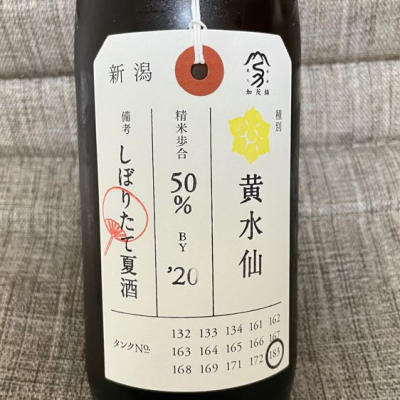 新潟
加茂錦
種別
黄水仙
精米歩合
50%
BY
'20
備考
しぼりたて夏酒
タンクNo.
132 133 134 161 162
163 164 165 166 167
168 169 171 172 183